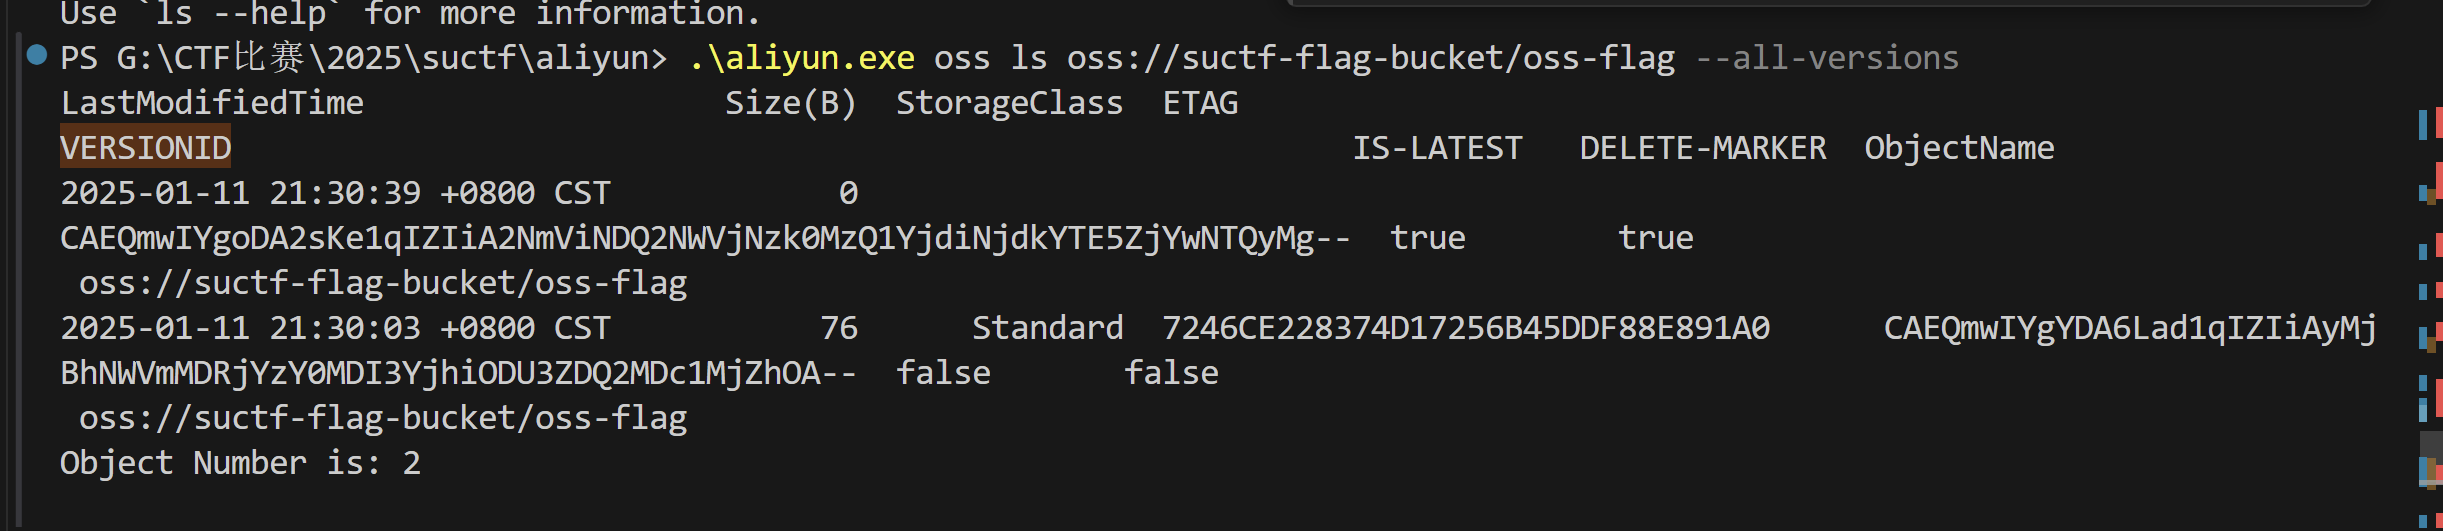 Use `ls --help` for more information.
PS G:\CTF比赛\2025\suctf\aliyun> .\aliyun.exe oss ls oss://suctf-flag-bucket/oss-flag --all-versions
LastModifiedTime                   Size(B)  StorageClass  ETAG
VERSIONID                                                           IS-LATEST   DELETE-MARKER  ObjectName
2025-01-11 21:30:39 +0800 CST            0
CAEQmwIYgoDA2sKe1qIZIiA2NmViNDQ2NWVjNzk0MzQ1YjdiNjdkYTE5ZjYwNTQyMg--  true        true
 oss://suctf-flag-bucket/oss-flag
2025-01-11 21:30:03 +0800 CST           76      Standard  7246CE228374D17256B45DDF88E891A0      CAEQmwIYgYDA6Lad1qIZIiAyMj
BhNWVmMDRjYzY0MDI3YjhiODU3ZDQ2MDc1MjZhOA--  false       false
 oss://suctf-flag-bucket/oss-flag
Object Number is: 2